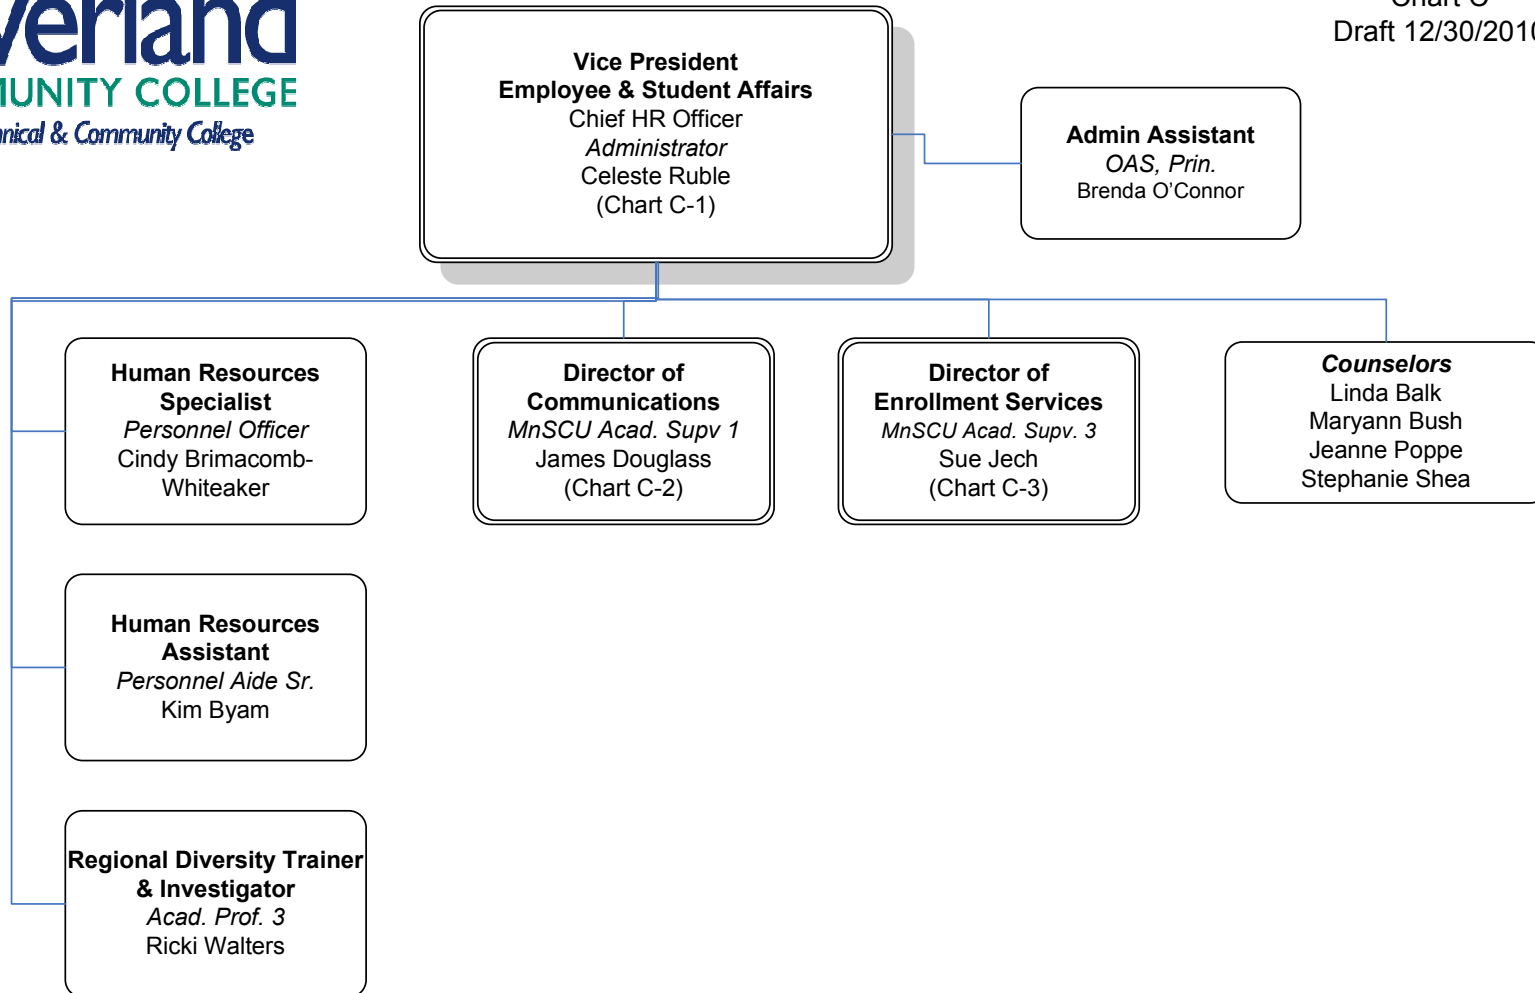 Chart C
Draft 12/30/2010
COLLEGE
& Community College
Vice President
Employee & Student Affairs
Chief HR Officer
Administrator
Celeste Ruble
(Chart C-1)
Admin Assistant
OAS, Prin.
Brenda O’Connor
Human Resources
Specialist
Personnel Officer
Cindy Brimacomb-
Whiteaker
Director of
Communications
MnSCU Acad. Supv 1
James Douglass
(Chart C-2)
Director of
Enrollment Services
MnSCU Acad. Supv. 3
Sue Jech
(Chart C-3)
Counselors
Linda Balk
Maryann Bush
Jeanne Poppe
Stephanie Shea
Human Resources
Assistant
Personnel Aide Sr.
Kim Byam
Regional Diversity Trainer
& Investigator
Acad. Prof. 3
Ricki Walters